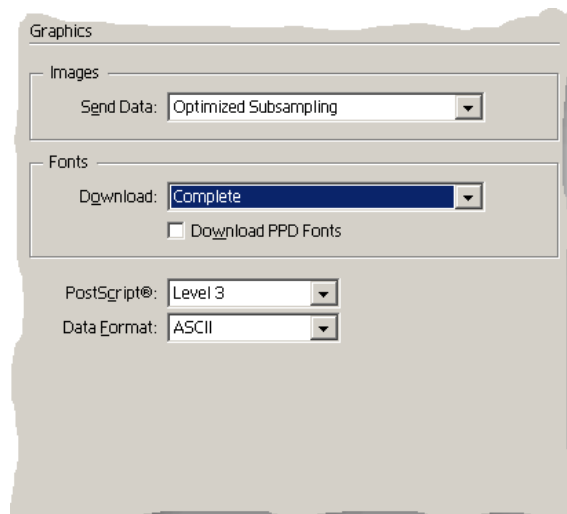 Graphics
Images
Send Data: Optimized Subsampling
Fonts
Download: Complete
Download PPD Fonts
PostScript®: Level 3
Data Format: ASCII